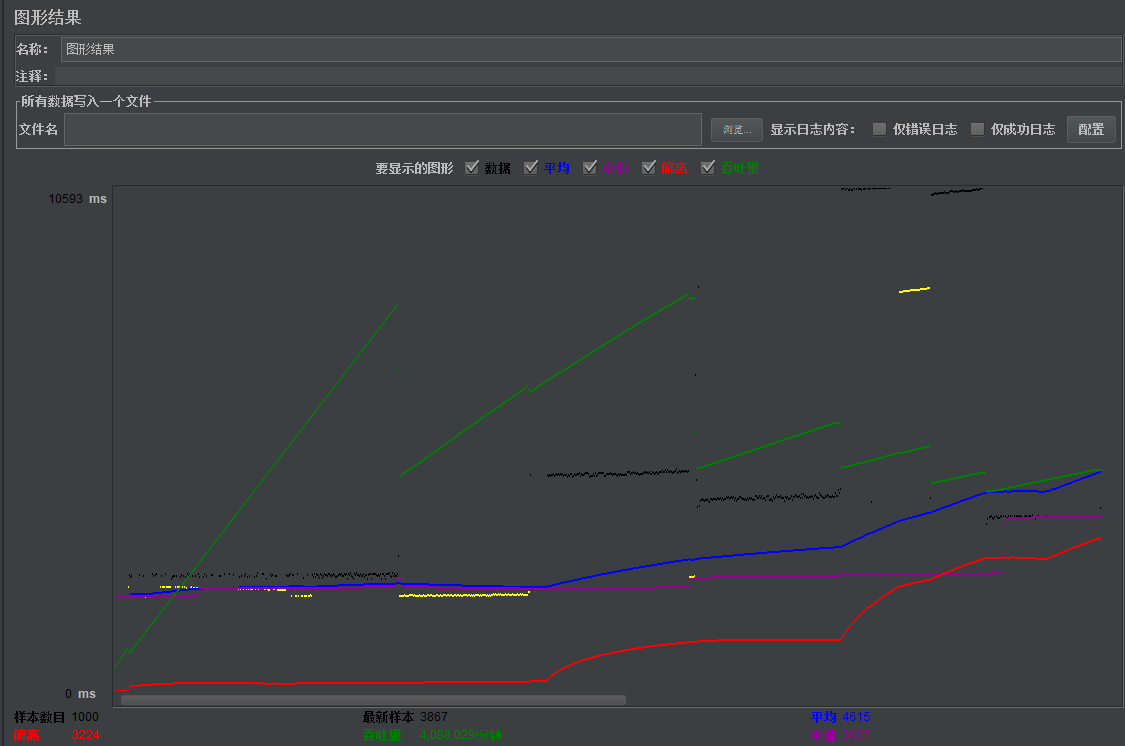 图形结果
名称： 图形结果
注释：
所有数据写入一个文件
文件名 浏览... 显示日志内容： 仅错误日志 仅成功日志 配置
要显示的图形 数据 平均 中值 偏离 吞吐量
10593 ms
0 ms
样本数目 1000 最新样本 3867 平均 4615
偏离 3224 吞吐量 4,088.029/分钟 中值